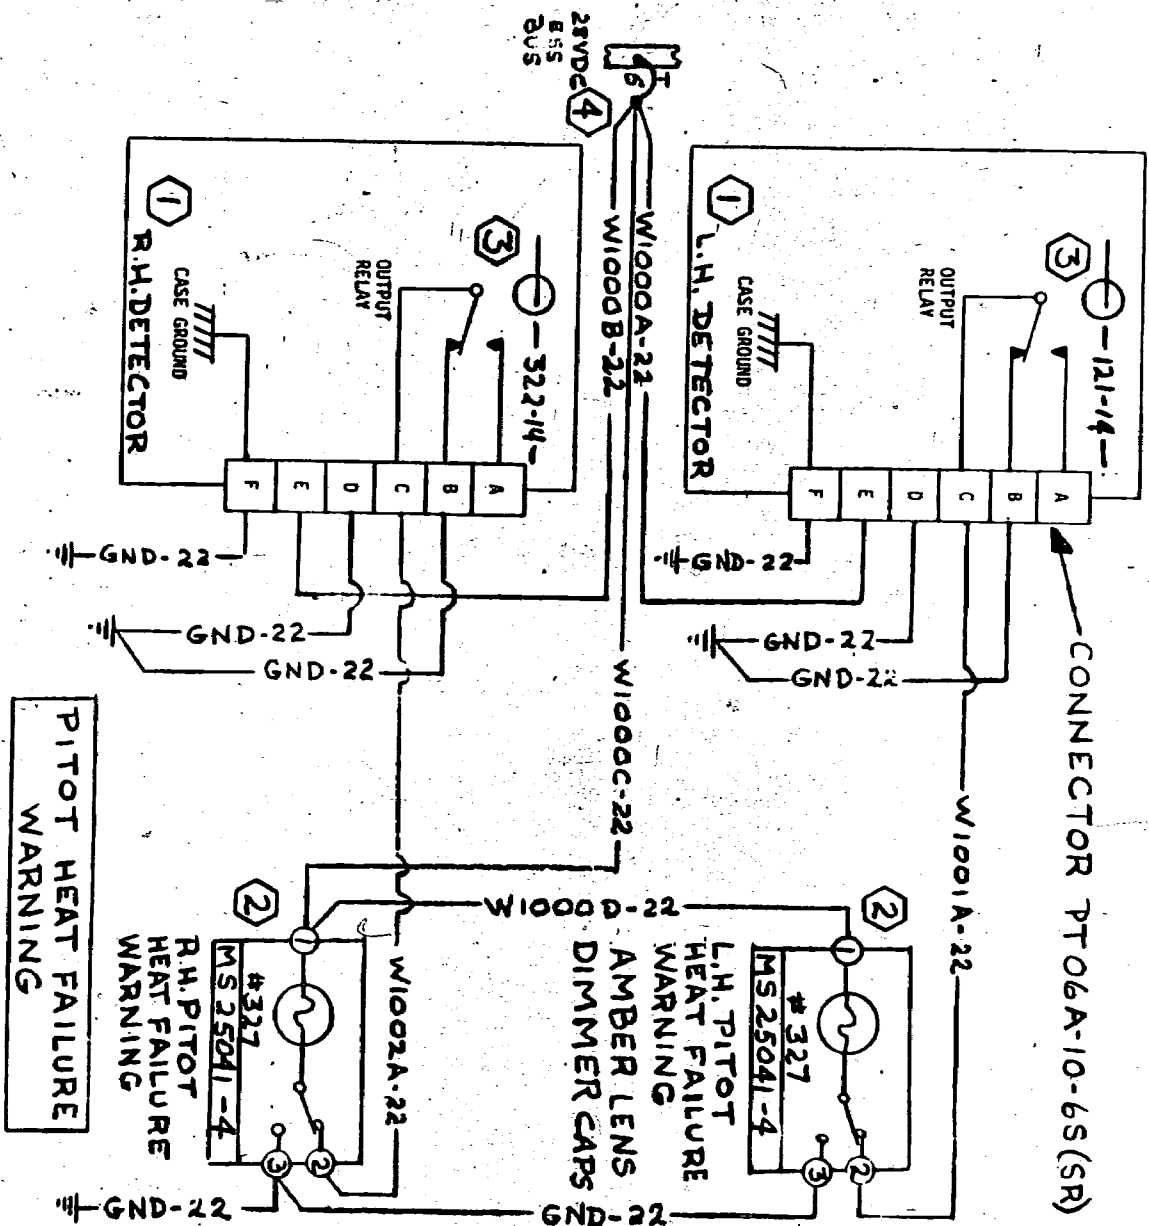 28VDC
ESS
BUS
T
6
4
1
L.H. DETECTOR
CASE GROUND
OUTPUT
RELAY
3
121-14
A
B
C
D
E
F
CONNECTOR PT06A-10-6S(SR)
GND-22
GND-22
GND-22
W1000A-22
W1000B-22
W1000C-22
W1001A-22
1
R.H. DETECTOR
CASE GROUND
OUTPUT
RELAY
3
322-14
A
B
C
D
E
F
GND-22
GND-22
GND-22
W1002A-22
W1000D-22
2
1
#327
MS25041-4
L.H. PITOT
HEAT FAILURE
WARNING
2
3
AMBER LENS
DIMMER CAPS
2
1
#327
MS25041-4
R.H. PITOT
HEAT FAILURE
WARNING
2
3
GND-22
GND-22
PITOT HEAT FAILURE
WARNING